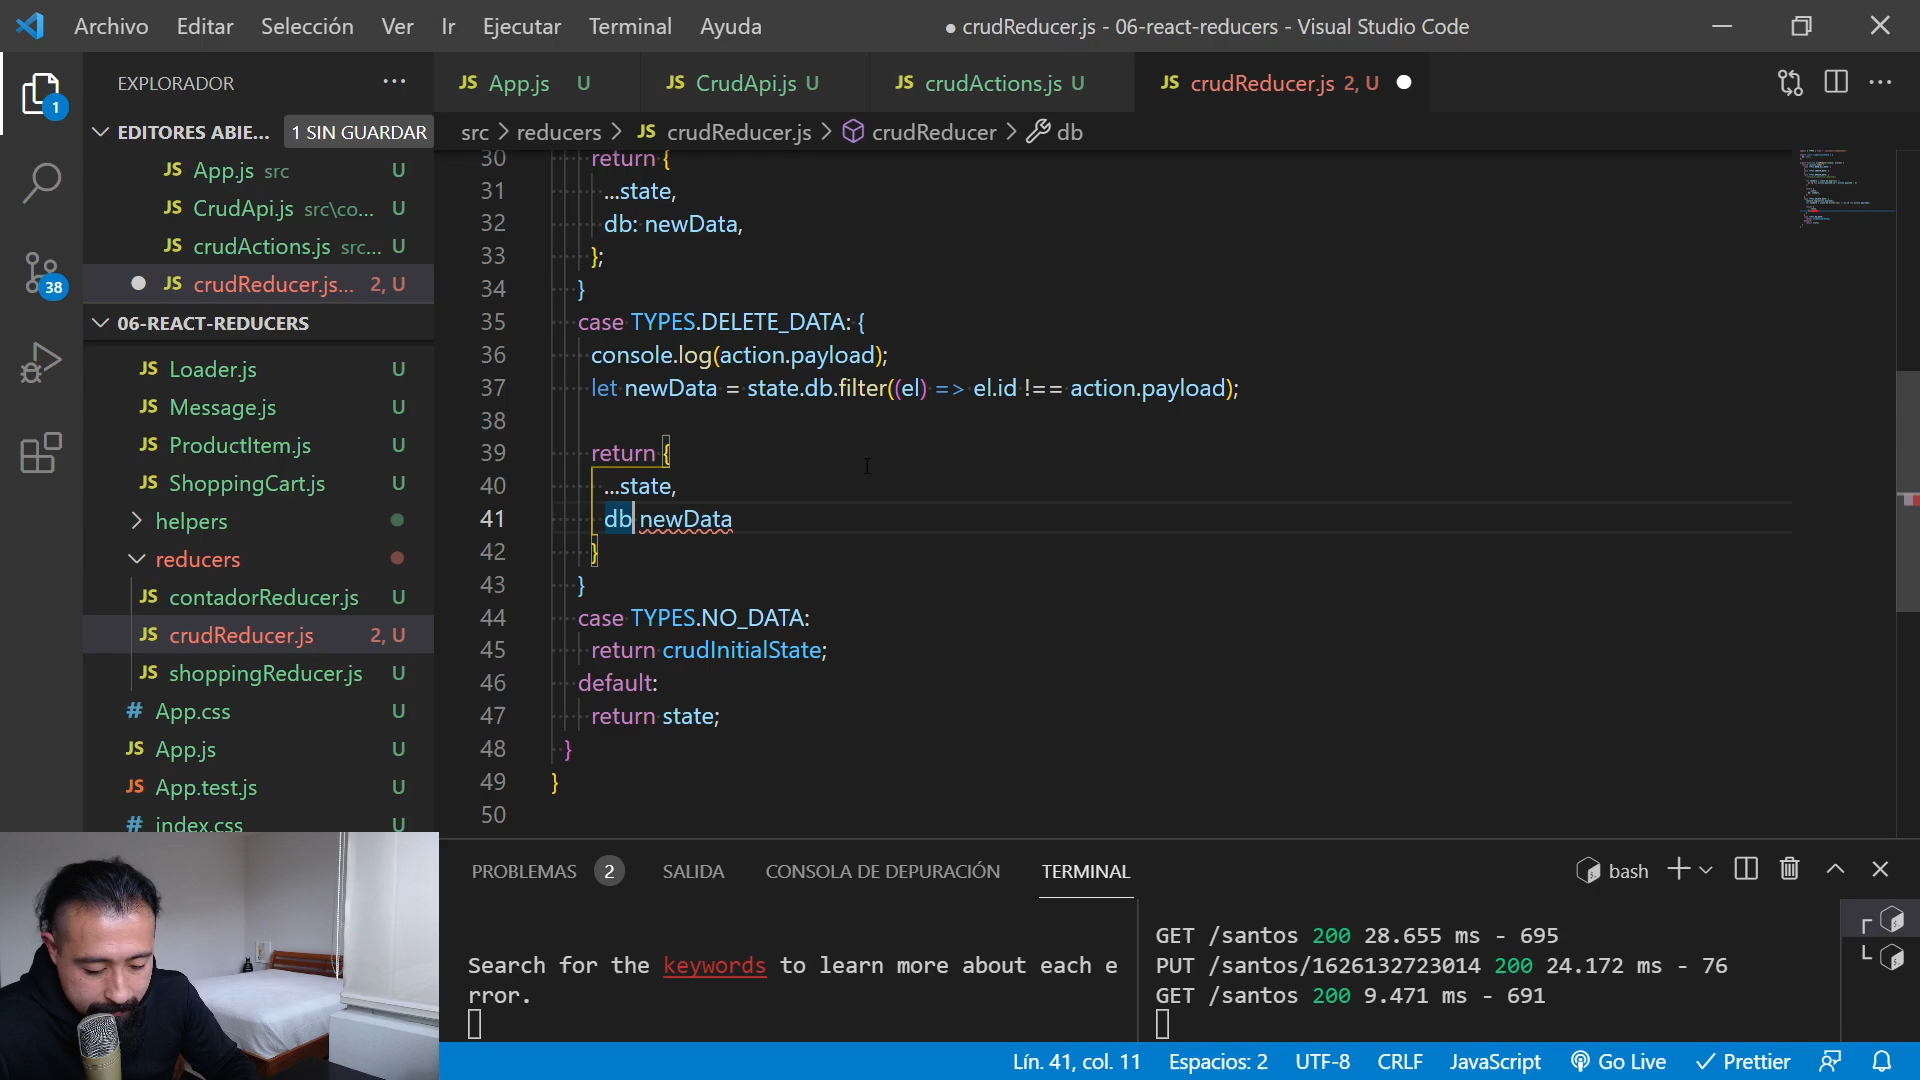 Archivo Editar Selección Ver Ir Ejecutar Terminal Ayuda
● crudReducer.js - 06-react-reducers - Visual Studio Code
EXPLORADOR
EDITORES ABIE... 1 SIN GUARDAR
JS App.js src U
JS CrudApi.js src\co... U
JS crudActions.js src... U
JS crudReducer.js... 2, U
06-REACT-REDUCERS
JS Loader.js U
JS Message.js U
JS ProductItem.js U
JS ShoppingCart.js U
helpers
reducers
JS contadorReducer.js U
JS crudReducer.js 2, U
JS shoppingReducer.js U
# App.css U
JS App.js U
JS App.test.js U
# index.css U
1
38
JS App.js U JS CrudApi.js U JS crudActions.js U JS crudReducer.js 2, U
src > reducers > JS crudReducer.js > crudReducer > db
30 return {
31 ...state,
32 db: newData,
33 };
34 }
35 case TYPES.DELETE_DATA: {
36 console.log(action.payload);
37 let newData = state.db.filter((el) => el.id !== action.payload);
38
39 return {
40 ...state,
41 db newData
42 }
43 }
44 case TYPES.NO_DATA:
45 return crudInitialState;
46 default:
47 return state;
48 }
49 }
50
PROBLEMAS 2 SALIDA CONSOLA DE DEPURACIÓN TERMINAL bash
Search for the keywords to learn more about each e
rror.
GET /santos 200 28.655 ms - 695
PUT /santos/1626132723014 200 24.172 ms - 76
GET /santos 200 9.471 ms - 691
Lín. 41, col. 11 Espacios: 2 UTF-8 CRLF JavaScript Go Live Prettier